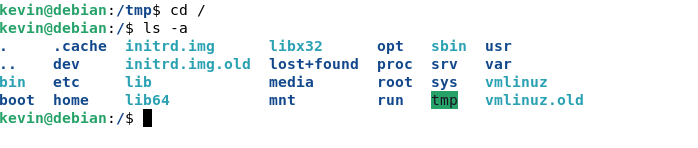 kevin@debian:/tmp$ cd /
kevin@debian:/$ ls -a
.     .cache  initrd.img      libx32      opt   sbin  usr
..    dev     initrd.img.old  lost+found  proc  srv   var
bin   etc     lib             media       root  sys   vmlinuz
boot  home    lib64           mnt         run   tmp   vmlinuz.old
kevin@debian:/$